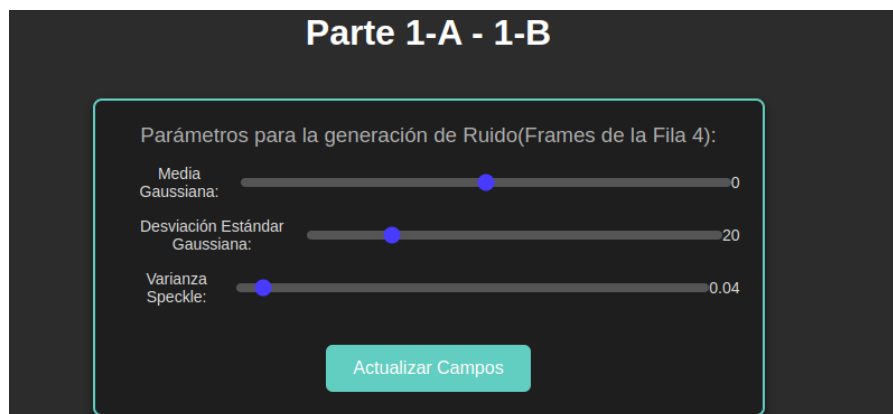 Parte 1-A - 1-B
Parámetros para la generación de Ruido(Frames de la Fila 4):
Media
Gaussiana:
0
Desviación Estándar
Gaussiana:
20
Varianza
Speckle:
0.04
Actualizar Campos